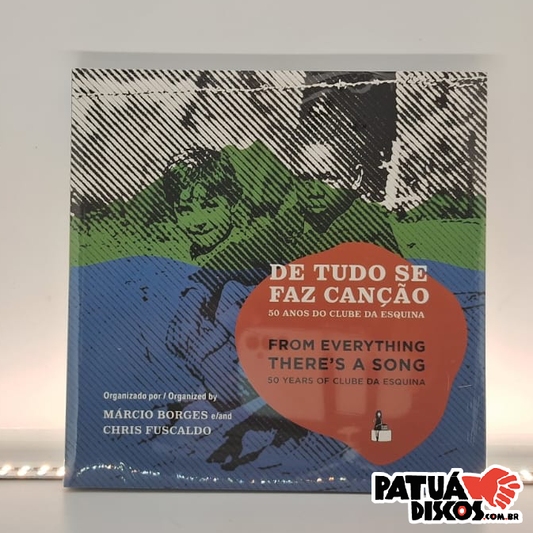 DE TUDO SE
FAZ CANÇÃO
50 ANOS DO CLUBE DA ESQUINA
FROM EVERYTHING
THERE'S A SONG
50 YEARS OF CLUBE DA ESQUINA
Organizado por / Organized by
MÁRCIO BORGES e/and
CHRIS FUSCALDO
PATUÁ
DISCOS.COM.BR